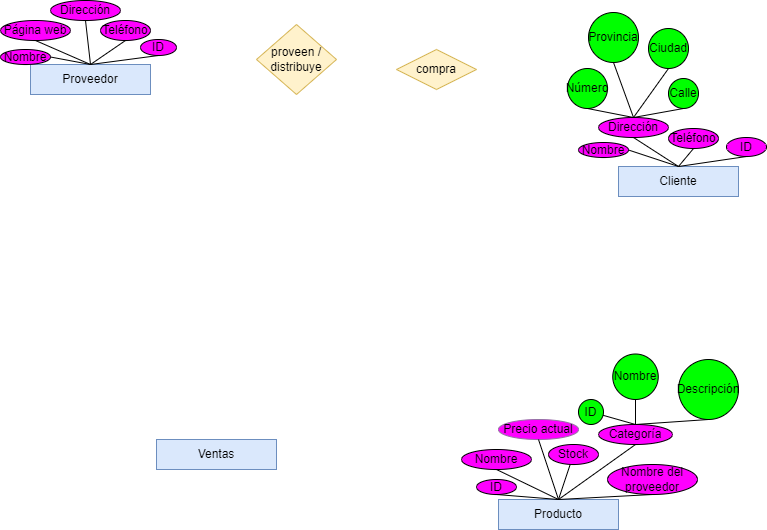 Dirección
Página web
Teléfono
ID
Nombre
Proveedor
proveen /
distribuye
compra
Provincia
Ciudad
Número
Calle
Dirección
Teléfono
Nombre
ID
Cliente
Nombre
Descripción
ID
Precio actual
Categoría
Nombre
Stock
Nombre del
proveedor
ID
Producto
Ventas